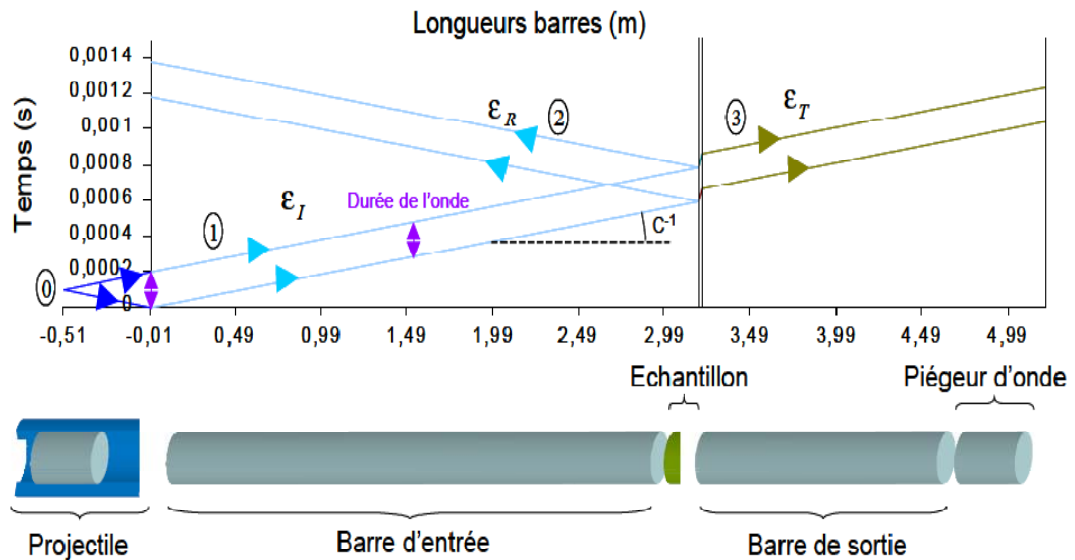 Longueurs barres (m)
Temps (s)
0,0014
0,0012
0,001
0,0008
0,0006
0,0004
0,0002
0
ε_R
②
③
ε_T
Durée de l'onde
①
ε_I
C⁻¹
⓪
-0,51
-0,01
0,49
0,99
1,49
1,99
2,49
2,99
3,49
3,99
4,49
4,99
Echantillon
Piégeur d'onde
Projectile
Barre d'entrée
Barre de sortie